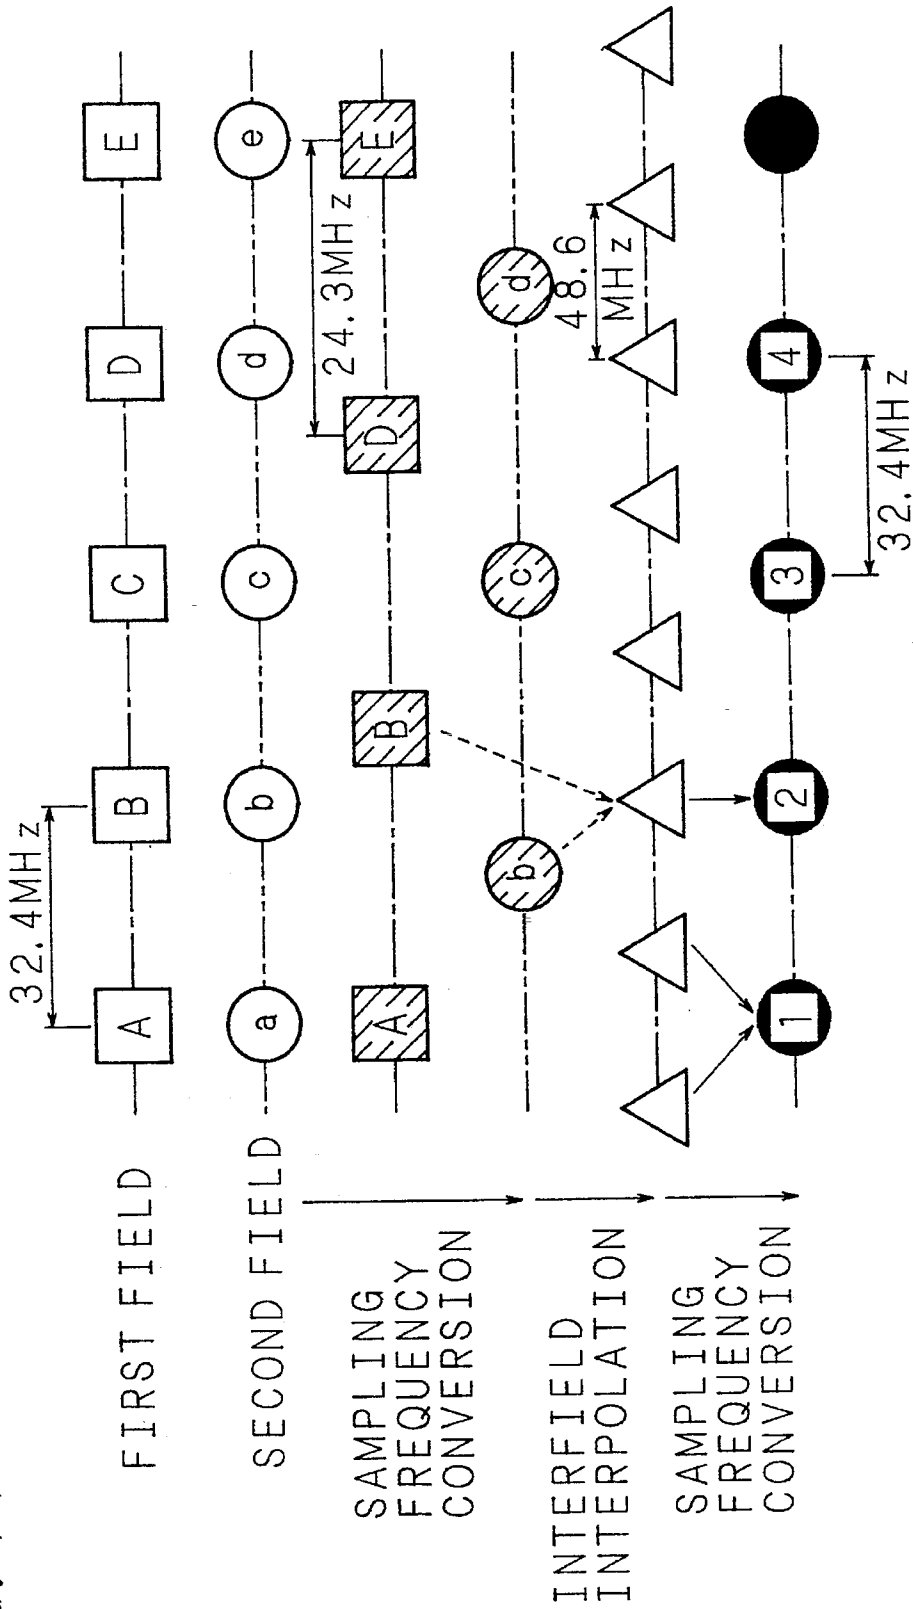 32.4MHz
FIRST FIELD
A B C D E
SECOND FIELD
a b c d e
24.3MHz
SAMPLING
FREQUENCY
CONVERSION
A B D E
b c d
48.6
MHz
INTERFIELD
INTERPOLATION
SAMPLING
FREQUENCY
CONVERSION
1 2 3 4
32.4MHz